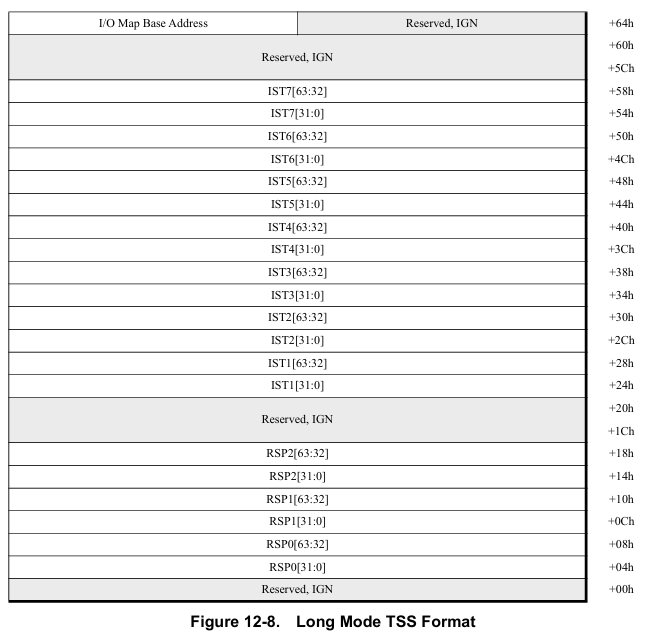 I/O Map Base Address Reserved, IGN +64h
+60h
Reserved, IGN
+5Ch
IST7[63:32] +58h
IST7[31:0] +54h
IST6[63:32] +50h
IST6[31:0] +4Ch
IST5[63:32] +48h
IST5[31:0] +44h
IST4[63:32] +40h
IST4[31:0] +3Ch
IST3[63:32] +38h
IST3[31:0] +34h
IST2[63:32] +30h
IST2[31:0] +2Ch
IST1[63:32] +28h
IST1[31:0] +24h
+20h
Reserved, IGN
+1Ch
RSP2[63:32] +18h
RSP2[31:0] +14h
RSP1[63:32] +10h
RSP1[31:0] +0Ch
RSP0[63:32] +08h
RSP0[31:0] +04h
Reserved, IGN +00h
Figure 12-8. Long Mode TSS Format